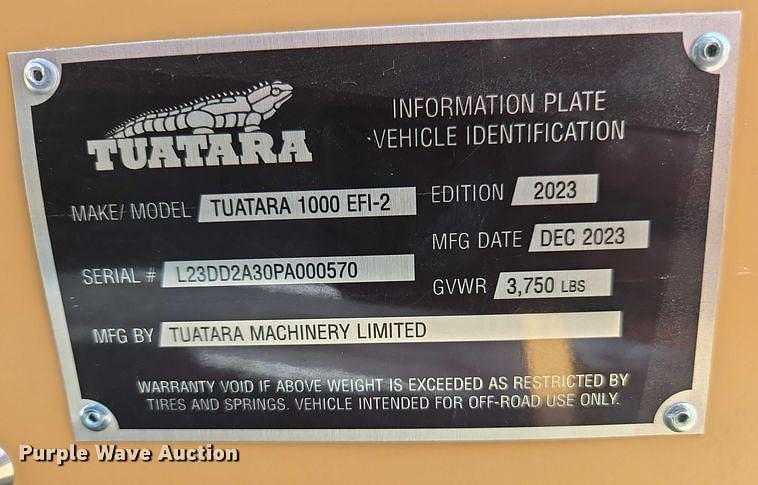 TUATARA
INFORMATION PLATE
VEHICLE IDENTIFICATION
MAKE/ MODEL TUATARA 1000 EFI-2
EDITION 2023
MFG DATE DEC 2023
SERIAL # L23DD2A30PA000570
GVWR 3,750 LBS
MFG BY TUATARA MACHINERY LIMITED
WARRANTY VOID IF ABOVE WEIGHT IS EXCEEDED AS RESTRICTED BY
TIRES AND SPRINGS. VEHICLE INTENDED FOR OFF-ROAD USE ONLY.
Purple Wave Auction